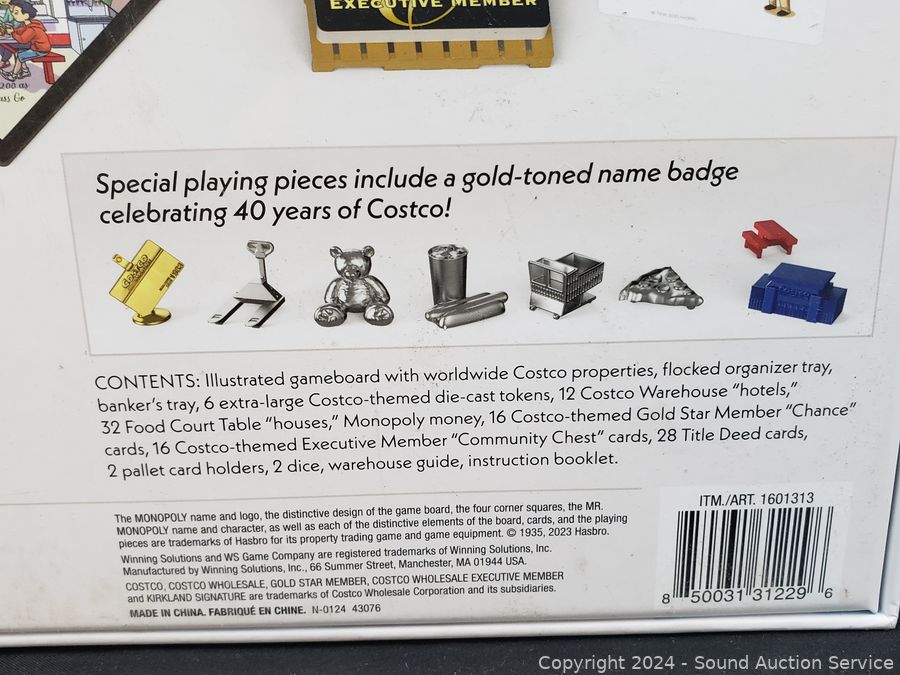 EXECUTIVE MEMBER
200 as
ss Go
Special playing pieces include a gold-toned name badge
celebrating 40 years of Costco!
COSTCO
CONTENTS: Illustrated gameboard with worldwide Costco properties, flocked organizer tray,
banker's tray, 6 extra-large Costco-themed die-cast tokens, 12 Costco Warehouse "hotels,"
32 Food Court Table "houses," Monopoly money, 16 Costco-themed Gold Star Member "Chance"
cards, 16 Costco-themed Executive Member "Community Chest" cards, 28 Title Deed cards,
2 pallet card holders, 2 dice, warehouse guide, instruction booklet.
The MONOPOLY name and logo, the distinctive design of the game board, the four corner squares, the MR.
MONOPOLY name and character, as well as each of the distinctive elements of the board, cards, and the playing
pieces are trademarks of Hasbro for its property trading game and game equipment. © 1935, 2023 Hasbro.
Winning Solutions and WS Game Company are registered trademarks of Winning Solutions, Inc.
Manufactured by Winning Solutions, Inc., 66 Summer Street, Manchester, MA 01944 USA.
COSTCO, COSTCO WHOLESALE, GOLD STAR MEMBER, COSTCO WHOLESALE EXECUTIVE MEMBER
and KIRKLAND SIGNATURE are trademarks of Costco Wholesale Corporation and its subsidiaries.
MADE IN CHINA. FABRIQUÉ EN CHINE. N-0124 43076
ITM./ART. 1601313
8 50031 31229 6
Copyright 2024 - Sound Auction Service